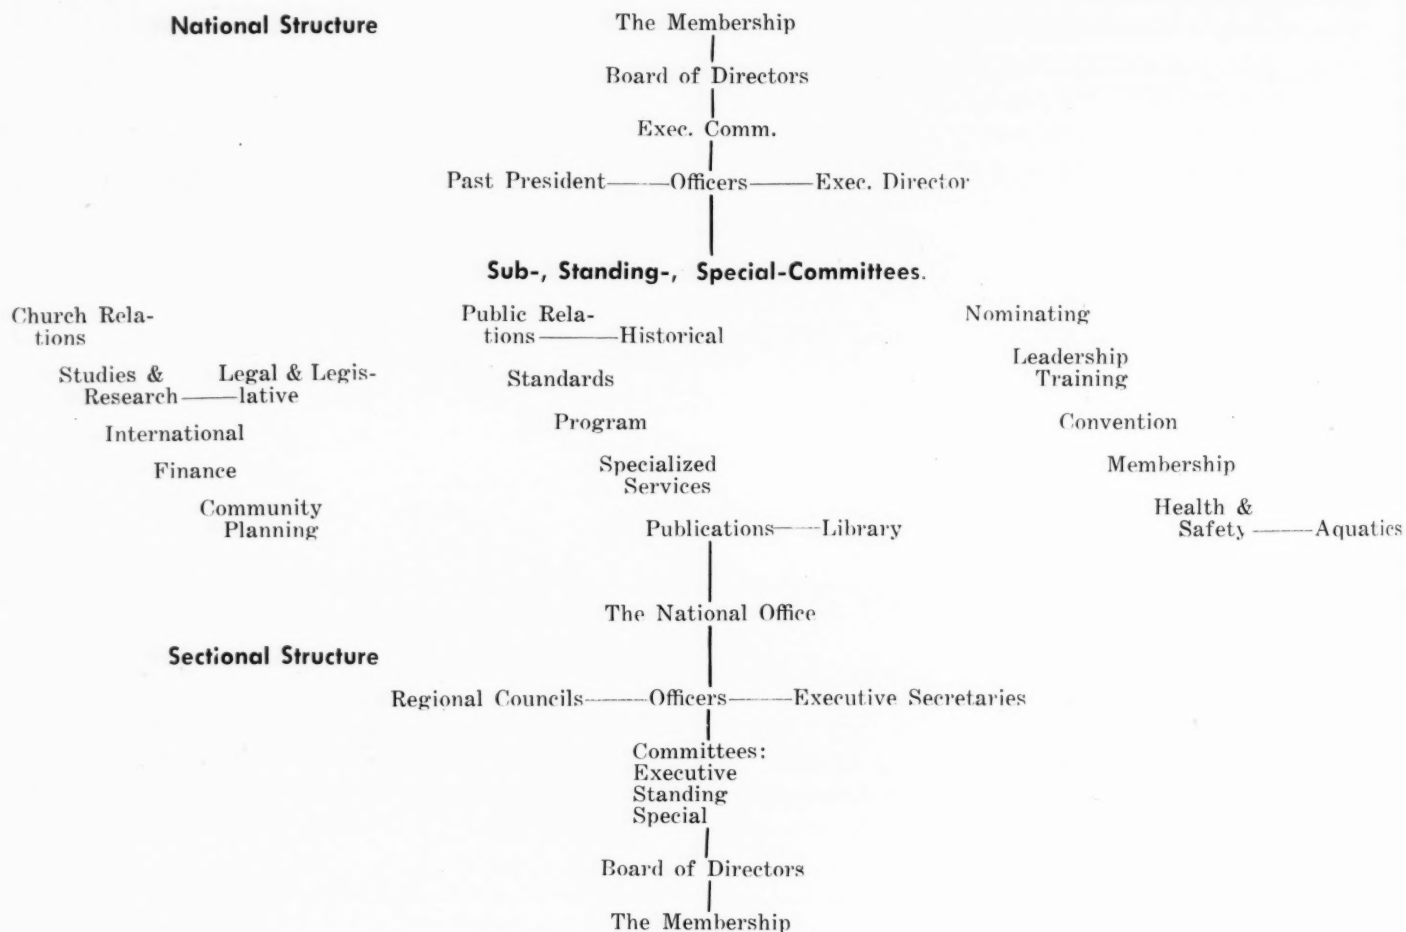 National Structure
The Membership
Board of Directors
Exec. Comm.
Past President Officers Exec. Director
Sub-, Standing-, Special-Committees.
Church Rela-
tions
Studies & Legal & Legis-
Research lative
International
Finance
Community
Planning
Public Rela-
tions Historical
Standards
Program
Specialized
Services
Publications Library
Nominating
Leadership
Training
Convention
Membership
Health &
Safety Aquatics
The National Office
Sectional Structure
Regional Councils Officers Executive Secretaries
Committees:
Executive
Standing
Special
Board of Directors
The Membership